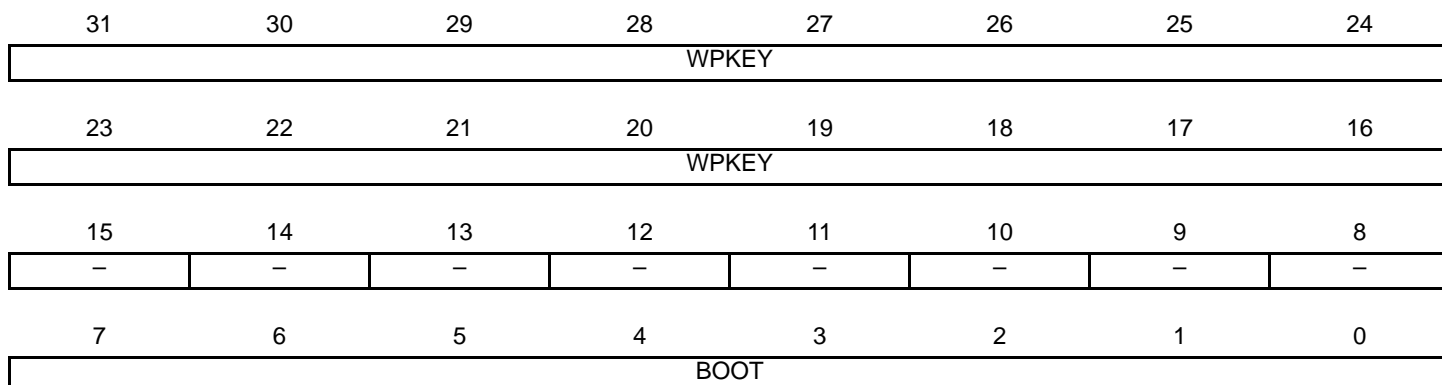 31 30 29 28 27 26 25 24
WPKEY
23 22 21 20 19 18 17 16
WPKEY
15 14 13 12 11 10 9 8
– – – – – – – –
7 6 5 4 3 2 1 0
BOOT